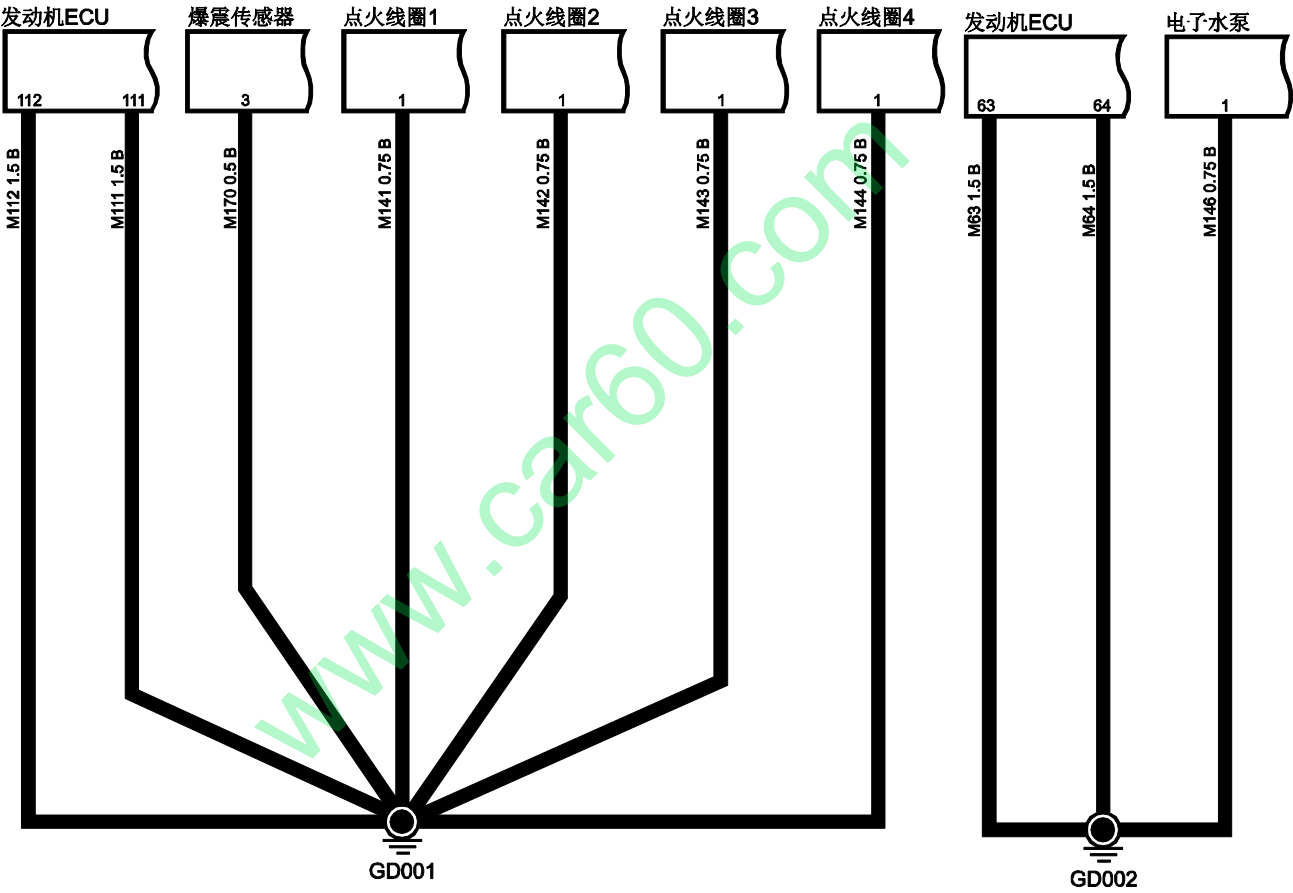 发动机ECU
爆震传感器
点火线圈1
点火线圈2
点火线圈3
点火线圈4
发动机ECU
电子水泵
112
111
3
1
1
1
1
63
64
1
M112 1.5 B
M111 1.5 B
M170 0.5 B
M141 0.75 B
M142 0.75 B
M143 0.75 B
M144 0.75 B
M63 1.5 B
M64 1.5 B
M146 0.75 B
www.car60.com
GD001
GD002